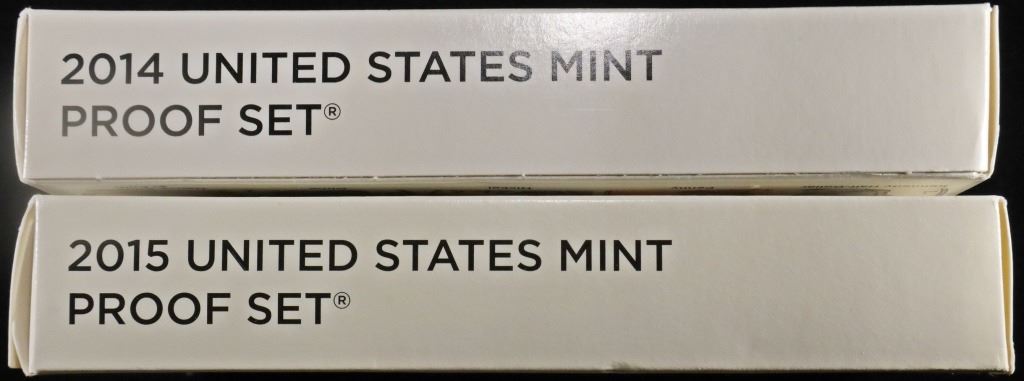 2014 UNITED STATES MINT
PROOF SET®
2015 UNITED STATES MINT
PROOF SET®